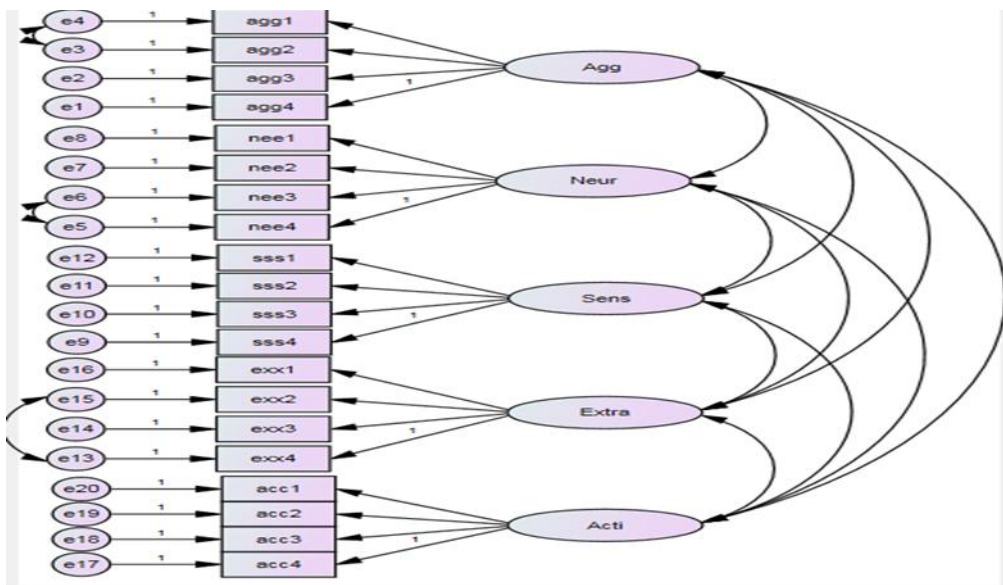 e4 1 agg1
e3 1 agg2
Agg
e2 1 agg3
1
e1 1 agg4
e8 1 nee1
e7 1 nee2
Neur
e6 1 nee3
1
e5 1 nee4
e12 1 sss1
e11 1 sss2
Sens
e10 1 sss3
1
e9 1 sss4
e16 1 exx1
e15 1 exx2
Extra
e14 1 exx3
1
e13 1 exx4
e20 1 acc1
e19 1 acc2
Acti
e18 1 acc3
1
e17 1 acc4